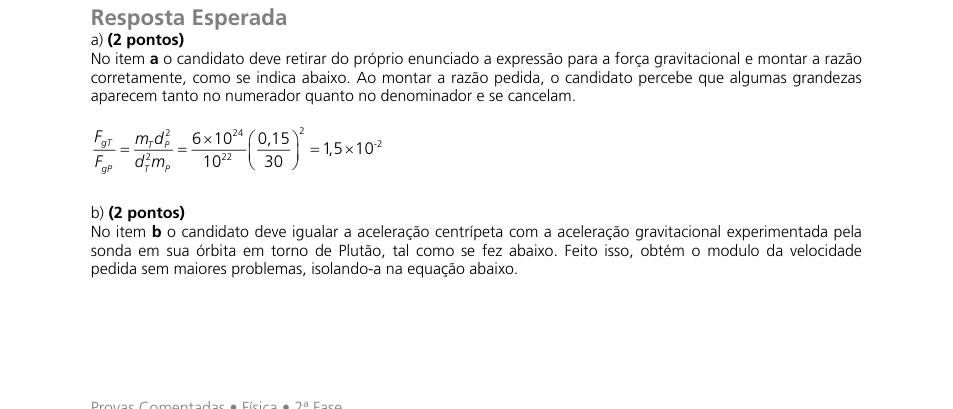 Resposta Esperada
a) (2 pontos)
No item a o candidato deve retirar do próprio enunciado a expressão para a força gravitacional e montar a razão
corretamente, como se indica abaixo. Ao montar a razão pedida, o candidato percebe que algumas grandezas
aparecem tanto no numerador quanto no denominador e se cancelam.
F_gT / F_gP = m_T d_P^2 / d_T^2 m_P = 6×10^24 / 10^22 (0,15 / 30)^2 = 1,5×10^-2
b) (2 pontos)
No item b o candidato deve igualar a aceleração centrípeta com a aceleração gravitacional experimentada pela
sonda em sua órbita em torno de Plutão, tal como se fez abaixo. Feito isso, obtém o modulo da velocidade
pedida sem maiores problemas, isolando-a na equação abaixo.
Provas Comentadas • Física • 2ª Fase